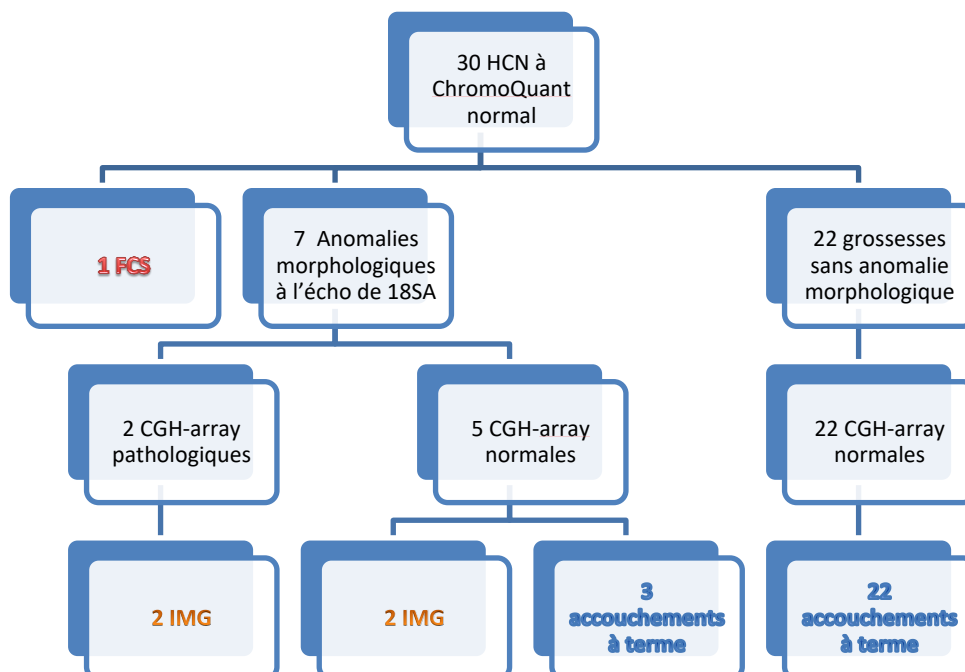 30 HCN à
ChromoQuant
normal
1 FCS
7 Anomalies
morphologiques
à l'écho de 18SA
22 grossesses
sans anomalie
morphologique
2 CGH-array
pathologiques
5 CGH-array
normales
22 CGH-array
normales
2 IMG
2 IMG
3
accouchements
à terme
22
accouchements
à terme